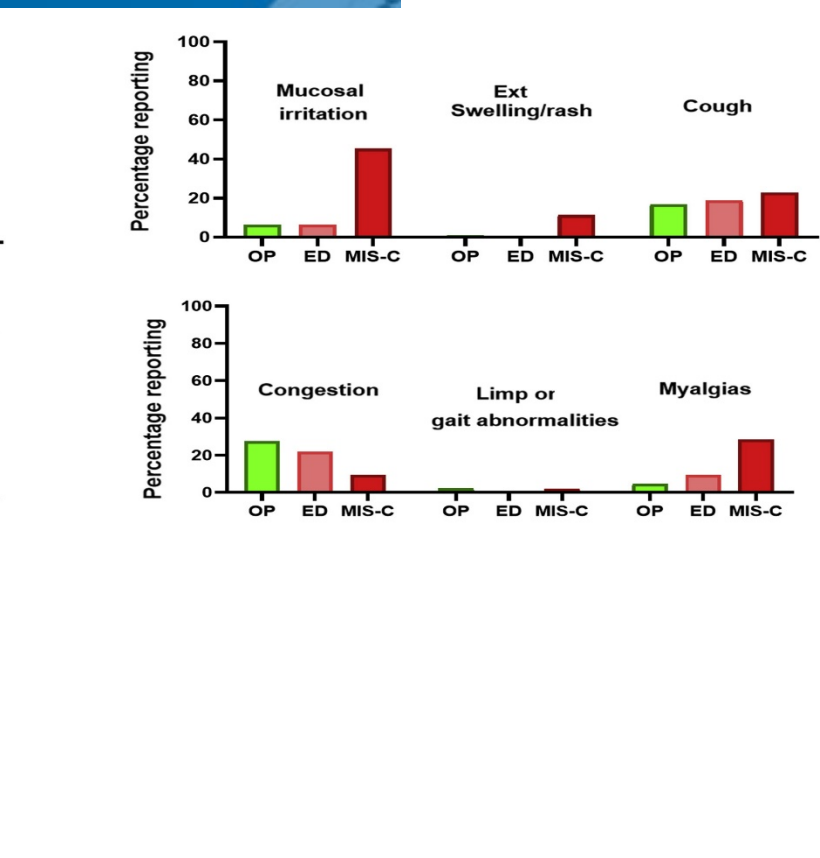 Percentage reporting
100
80
60
40
20
0
Mucosal
irritation
Ext
Swelling/rash
Cough
OP ED MIS-C OP ED MIS-C OP ED MIS-C
Percentage reporting
100
80
60
40
20
0
Congestion
Limp or
gait abnormalities
Myalgias
OP ED MIS-C OP ED MIS-C OP ED MIS-C